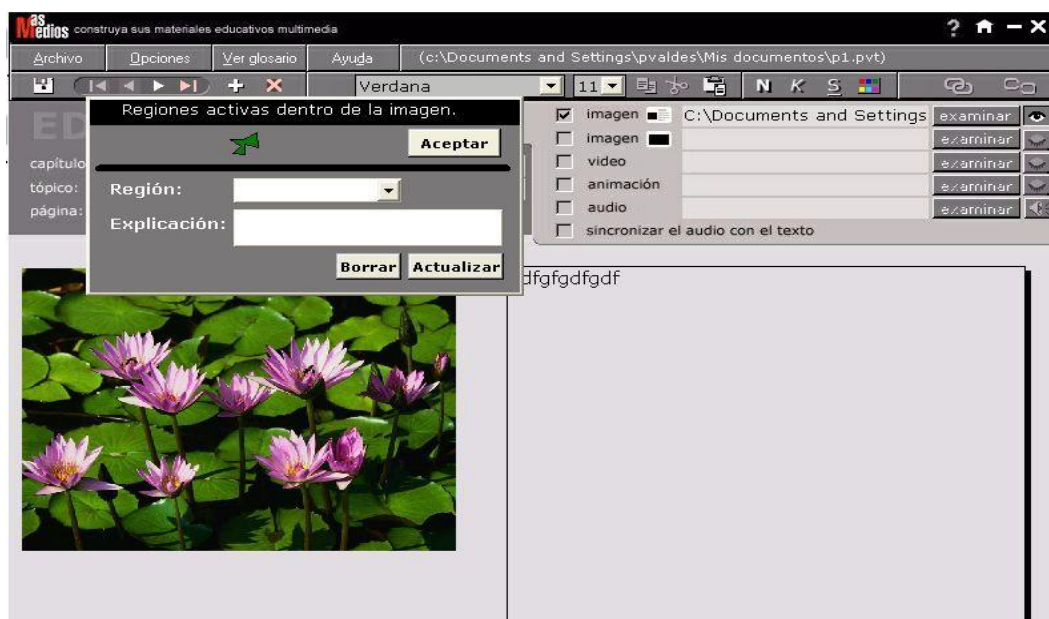 MasMedios construya sus materiales educativos multimedia
? – X
Archivo Opciones Ver glosario Ayuda (c:\Documents and Settings\pvaldes\Mis documentos\p1.pvt)
Verdana 11 N K S
Regiones activas dentro de la imagen.
Aceptar
Región:
Explicación:
Borrar Actualizar
ED
capítulo
tópico:
página:
imagen C:\Documents and Settings examinar
imagen examinar
video examinar
animación examinar
audio examinar
sincronizar el audio con el texto
dfgfgdfgdf